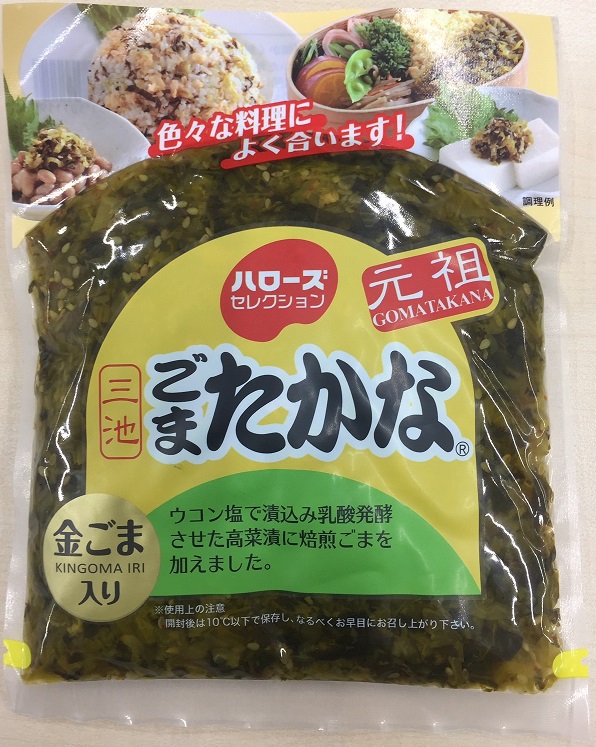 色々な料理に
よく合います!
調理例
ハローズ
セレクション
元祖
GOMATAKANA
三池
ごま
たかな®
金ごま
KINGOMA IRI
入り
ウコン塩で漬込み乳酸発酵
させた高菜漬に焙煎ごまを
加えました。
※使用上の注意
開封後は10℃以下で保存し、なるべくお早目にお召し上がり下さい。